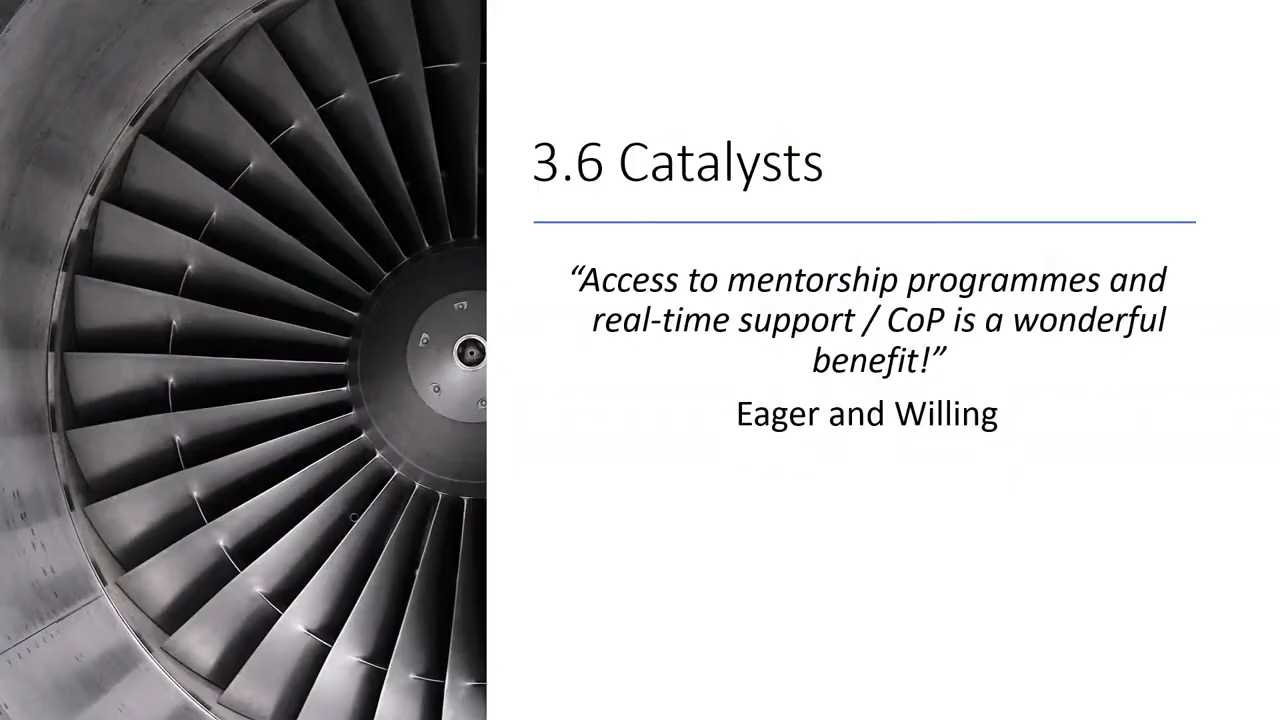 3.6 Catalysts
“Access to mentorship programmes and
real-time support / CoP is a wonderful
benefit!”
Eager and Willing